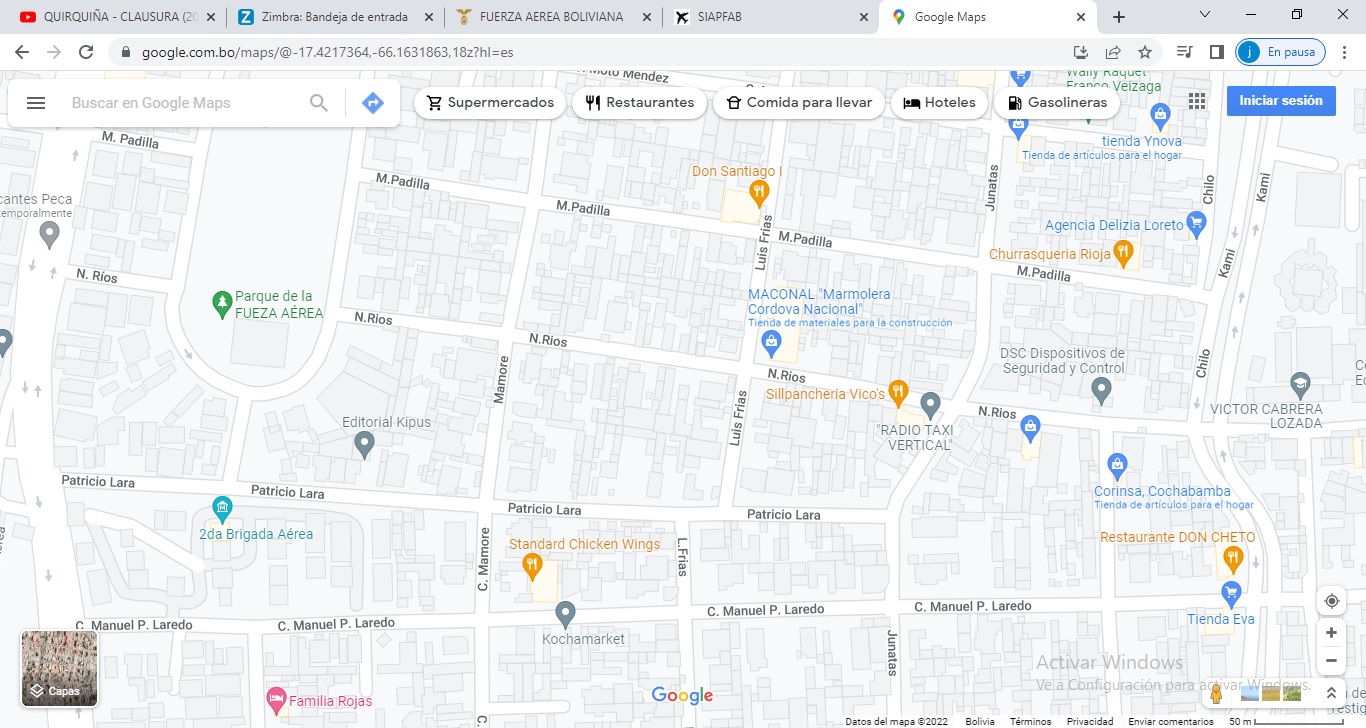 QUIRQUIÑA - CLAUSURA (20
Zimbra: Bandeja de entrada
FUERZA AEREA BOLIVIANA
SIAPFAB
Google Maps
google.com.bo/maps/@-17.4217364,-66.1631863,18z?hl=es
j
En pausa
Buscar en Google Maps
Supermercados
Restaurantes
Comida para llevar
Hoteles
Gasolineras
Iniciar sesión
Moto Mendez
Wally Raquet
Franco Veizaga
M. Padilla
tienda Ynova
Tienda de artículos para el hogar
Don Santiago I
M.Padilla
Junatas
Chilo
Kami
cantes Peca
temporalmente
M.Padilla
Luis Frias
M.Padilla
Agencia Delizia Loreto
Churrasqueria Rioja
M.Padilla
Kami
N. Ríos
Parque de la
FUEZA AÉREA
N.Rios
MACONAL "Marmolera
Cordova Nacional"
Tienda de materiales para la construcción
N.Rios
Mamore
N.Rios
DSC Dispositivos de
Seguridad y Control
Chilo
Sillpancheria Vico's
Luis Frias
N.Rios
VICTOR CABRERA
LOZADA
"RADIO TAXI
VERTICAL"
Editorial Kipus
Patricio Lara
Patricio Lara
Patricio Lara
Patricio Lara
Corinsa, Cochabamba
Tienda de artículos para el hogar
2da Brigada Aérea
C. Mamore
Standard Chicken Wings
L.Frias
Restaurante DON CHETO
C. Manuel P. Laredo
C. Manuel P. Laredo
C. Manuel P. Laredo
C. Manuel P. Laredo
Tienda Eva
Kochamarket
Junatas
Activar Windows
Ve a Configuración para activar Windows.
Capas
Familia Rojas
Google
Datos del mapa ©2022
Bolivia
Términos
Privacidad
Enviar comentarios
50 m